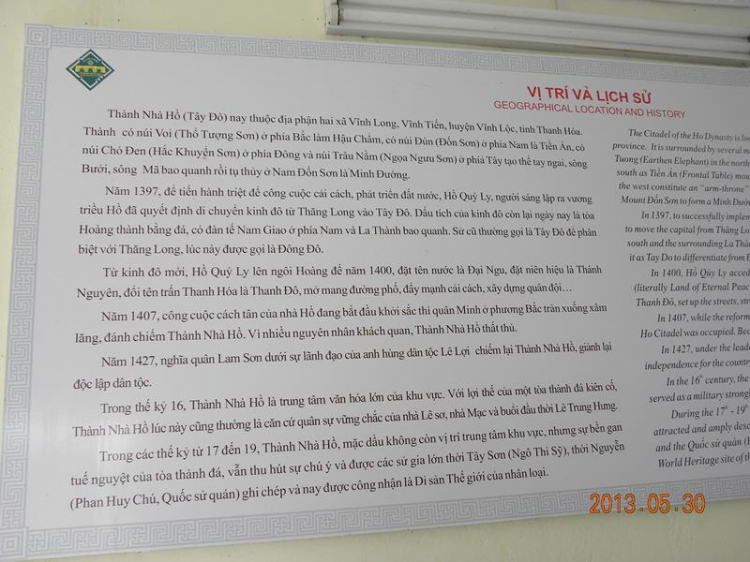 VỊ TRÍ VÀ LỊCH SỬ
GEOGRAPHICAL LOCATION AND HISTORY
Thành Nhà Hồ (Tây Đô) nay thuộc địa phận hai xã Vĩnh Long, Vĩnh Tiến, huyện Vĩnh Lộc, tỉnh Thanh Hóa.
Thành có núi Voi (Thổ Tượng Sơn) ở phía Bắc làm Hậu Chẩm, có núi Đún (Đốn Sơn) ở phía Nam là Tiền Án, có
núi Chó Đen (Hắc Khuyển Sơn) ở phía Đông và núi Trâu Nằm (Ngọa Ngưu Sơn) ở phía Tây tạo thế tay ngai, sông
Bưởi, sông Mã bao quanh rồi tụ thủy ở Nam Đốn Sơn là Minh Đường.
Năm 1397, để tiến hành triệt để công cuộc cải cách, phát triển đất nước, Hồ Quý Ly, người sáng lập ra vương
triều Hồ đã quyết định di chuyển kinh đô từ Thăng Long vào Tây Đô. Dấu tích của kinh đô còn lại ngày nay là tòa
Hoàng thành bằng đá, có đàn tế Nam Giao ở phía Nam và La Thành bao quanh. Sử cũ thường gọi là Tây Đô để phân
biệt với Thăng Long, lúc này được gọi là Đông Đô.
Từ kinh đô mới, Hồ Quý Ly lên ngôi Hoàng đế năm 1400, đặt tên nước là Đại Ngu, đặt niên hiệu là Thánh
Nguyên, đổi tên trấn Thanh Hóa là Thanh Đô, mở mang đường phố, đẩy mạnh cải cách, xây dựng quân đội...
Năm 1407, công cuộc cách tân của nhà Hồ đang bắt đầu khởi sắc thì quân Minh ở phương Bắc tràn xuống xâm
lăng, đánh chiếm Thành Nhà Hồ. Vì nhiều nguyên nhân khách quan, Thành Nhà Hồ thất thủ.
Năm 1427, nghĩa quân Lam Sơn dưới sự lãnh đạo của anh hùng dân tộc Lê Lợi chiếm lại Thành Nhà Hồ, giành lại
độc lập dân tộc.
Trong thế kỷ 16, Thành Nhà Hồ là trung tâm văn hóa lớn của khu vực. Với lợi thế của một tòa thành đá kiên cố,
Thành Nhà Hồ lúc này cũng thường là căn cứ quân sự vững chắc của nhà Lê sơ, nhà Mạc và buổi đầu thời Lê Trung Hưng.
Trong các thế kỷ từ 17 đến 19, Thành Nhà Hồ, mặc dầu không còn vị trí trung tâm khu vực, nhưng sự bền gan
tuế nguyệt của tòa thành đá, vẫn thu hút sự chú ý và được các sử gia lớn thời Tây Sơn (Ngô Thì Sỹ), thời Nguyễn
(Phan Huy Chú, Quốc sử quán) ghi chép và nay được công nhận là Di sản Thế giới của nhân loại.
The Citadel of the Ho Dynasty is loc
province. It is surrounded by several m
Tuong (Earthen Elephant) in the north
south as Tiền Án (Frontal Table) mou
the west constitute an "arm-throne"
Mount Đốn Sơn to form a Minh Đườn
In 1397, to successfully implem
to move the capital from Thăng Lo
south and the surrounding La Thàn
it as Tay Do to differentiate from
In 1400, Hồ Qúy Ly acced
(literally Land of Eternal Peac
Thanh Đô, set up the streets, str
In 1407, while the reform
Ho Citadel was occupied. Bec
In 1427, under the leade
independence for the country
In the 16th century, the
served as a military strong
During the 17th - 19th
attracted and amply desc
and the Quốc sử quán (
World Heritage site of th
2013.05.30